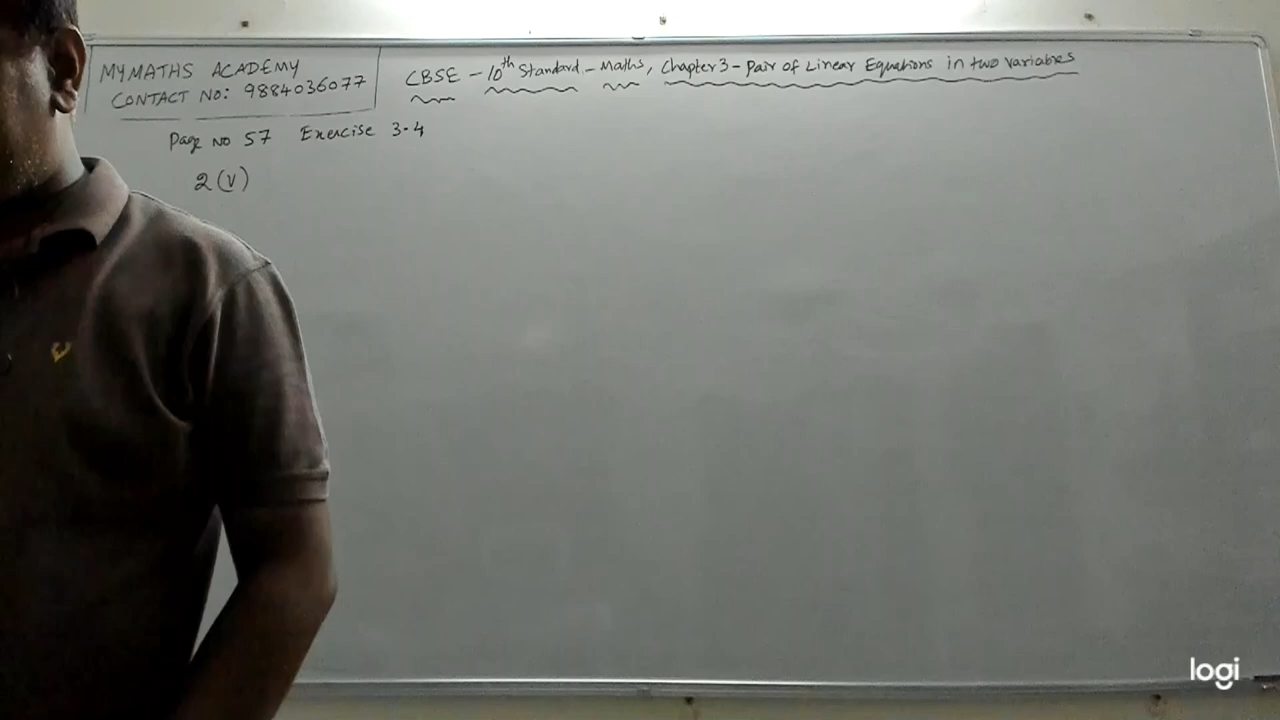 MYMATHS ACADEMY
CONTACT NO: 9884036077
CBSE - 10th Standard - Maths, Chapter 3 - Pair of Linear Equations in two variables
Page No 57 Exercise 3.4
2 (v)
logi